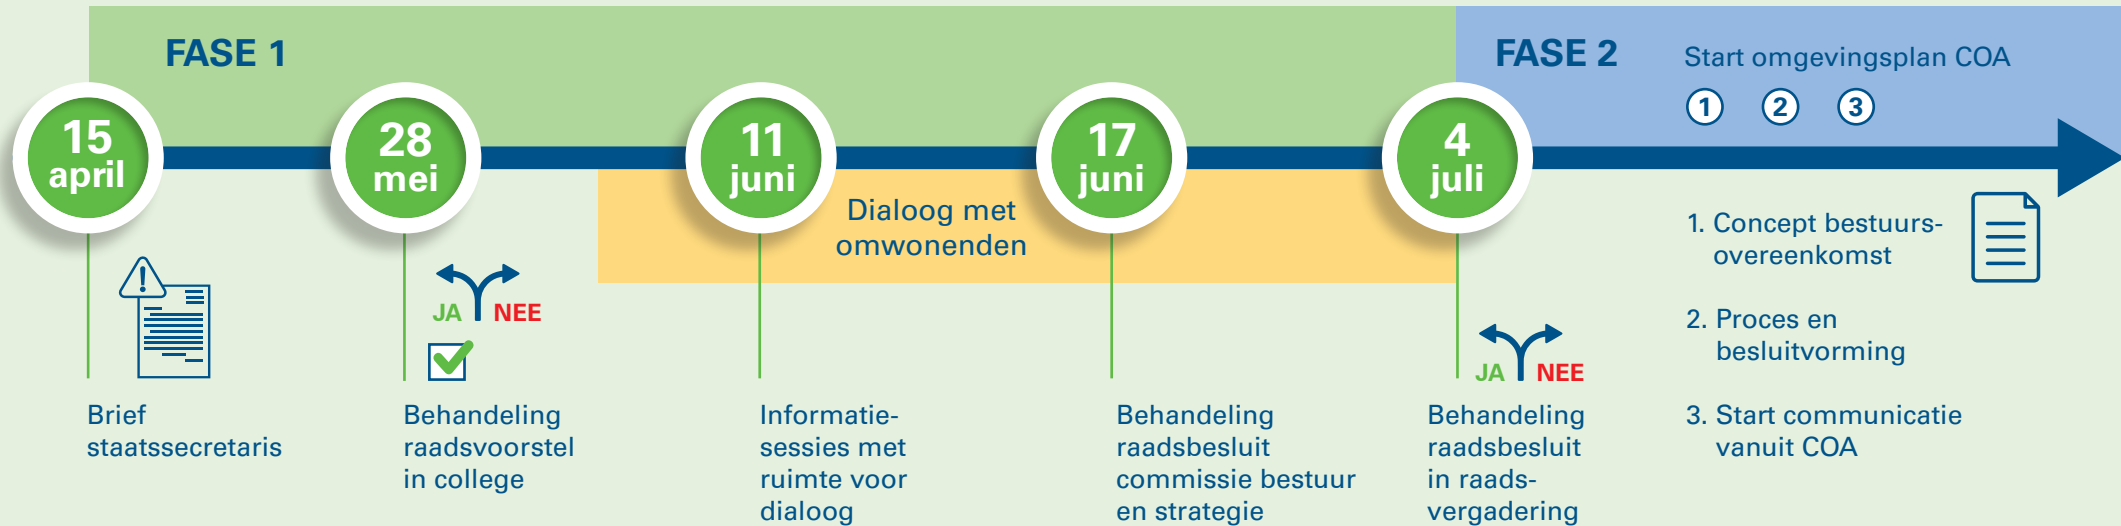 FASE 1
FASE 2
Start omgevingsplan COA
1 2 3
15
april
28
mei
11
juni
17
juni
4
juli
Dialoog met
omwonenden
JA NEE
JA NEE
Brief
staatssecretaris
Behandeling
raadsvoorstel
in college
Informatie-
sessies met
ruimte voor
dialoog
Behandeling
raadsbesluit
commissie bestuur
en strategie
Behandeling
raadsbesluit
in raads-
vergadering
1. Concept bestuurs-
overeenkomst
2. Proces en
besluitvorming
3. Start communicatie
vanuit COA